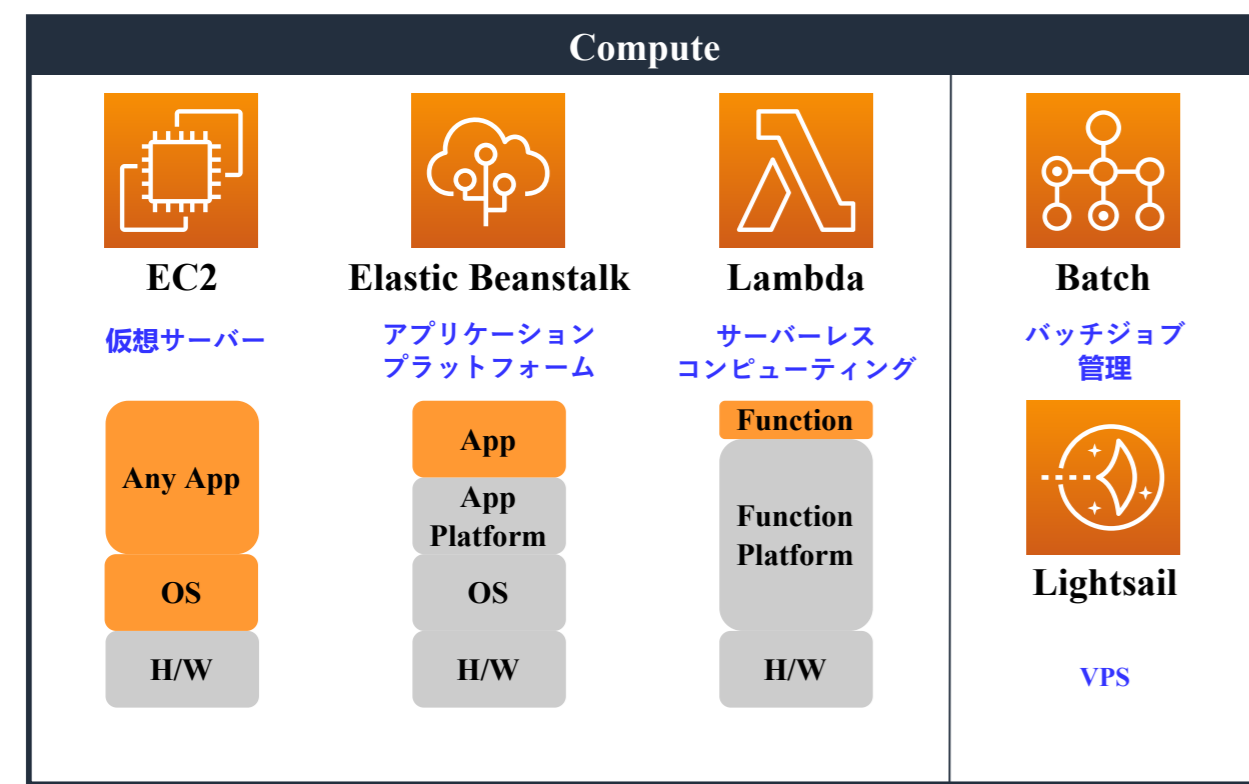 Compute
EC2
仮想サーバー
Any App
OS
H/W
Elastic Beanstalk
アプリケーション
プラットフォーム
App
App
Platform
OS
H/W
Lambda
サーバーレス
コンピューティング
Function
Function
Platform
H/W
Batch
バッチジョブ
管理
Lightsail
VPS